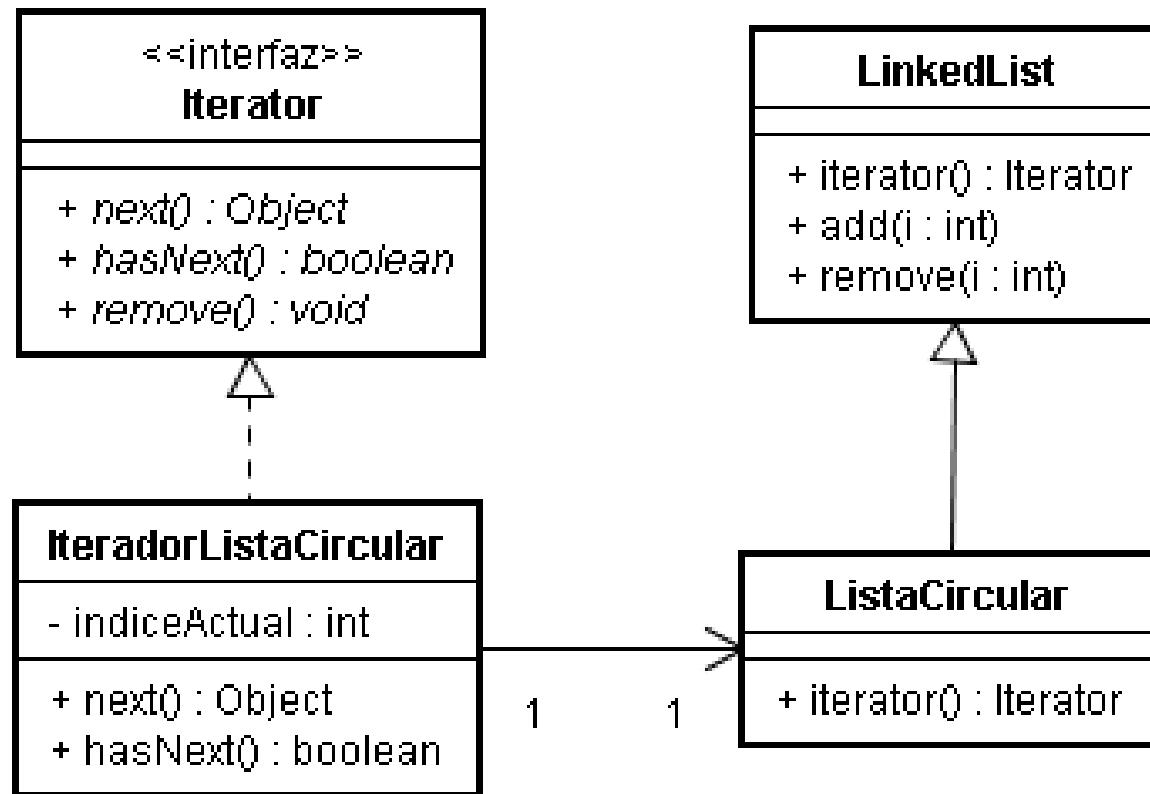 <<interfaz>>
Iterator
+ next() : Object
+ hasNext() : boolean
+ remove() : void
LinkedList
+ iterator() : Iterator
+ add(i : int)
+ remove(i : int)
IteradorListaCircular
- indiceActual : int
+ next() : Object
+ hasNext() : boolean
1 1
ListaCircular
+ iterator() : Iterator